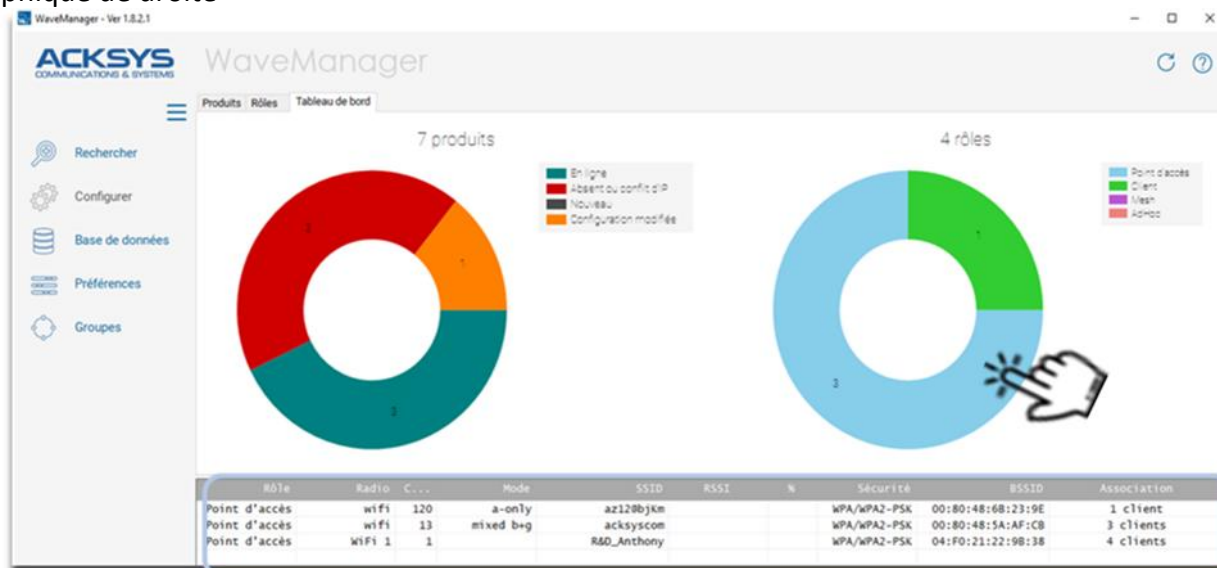 phique de droite
WaveManager - Ver 1.8.2.1
ACKSYS
COMMUNICATIONS & SYSTEMS
WaveManager
Produits Rôles Tableau de bord
Rechercher
Configurer
Base de données
Préférences
Groupes
7 produits
En ligne
Absent ou conflit d'IP
Nouveau
Configuration modifiée
1
3
4 rôles
Point d'accès
Client
Mesh
AdHoc
1
3
Rôle Radio C... Mode SSID RSSI % Sécurité BSSID Association
Point d'accès wifi 120 a-only az120bjKm WPA/WPA2-PSK 00:80:48:68:23:9E 1 client
Point d'accès wifi 13 mixed b+g acksyscom WPA/WPA2-PSK 00:80:48:5A:AF:CB 3 clients
Point d'accès WiFi 1 1 R&D_Anthony WPA/WPA2-PSK 04:F0:21:22:9B:38 4 clients